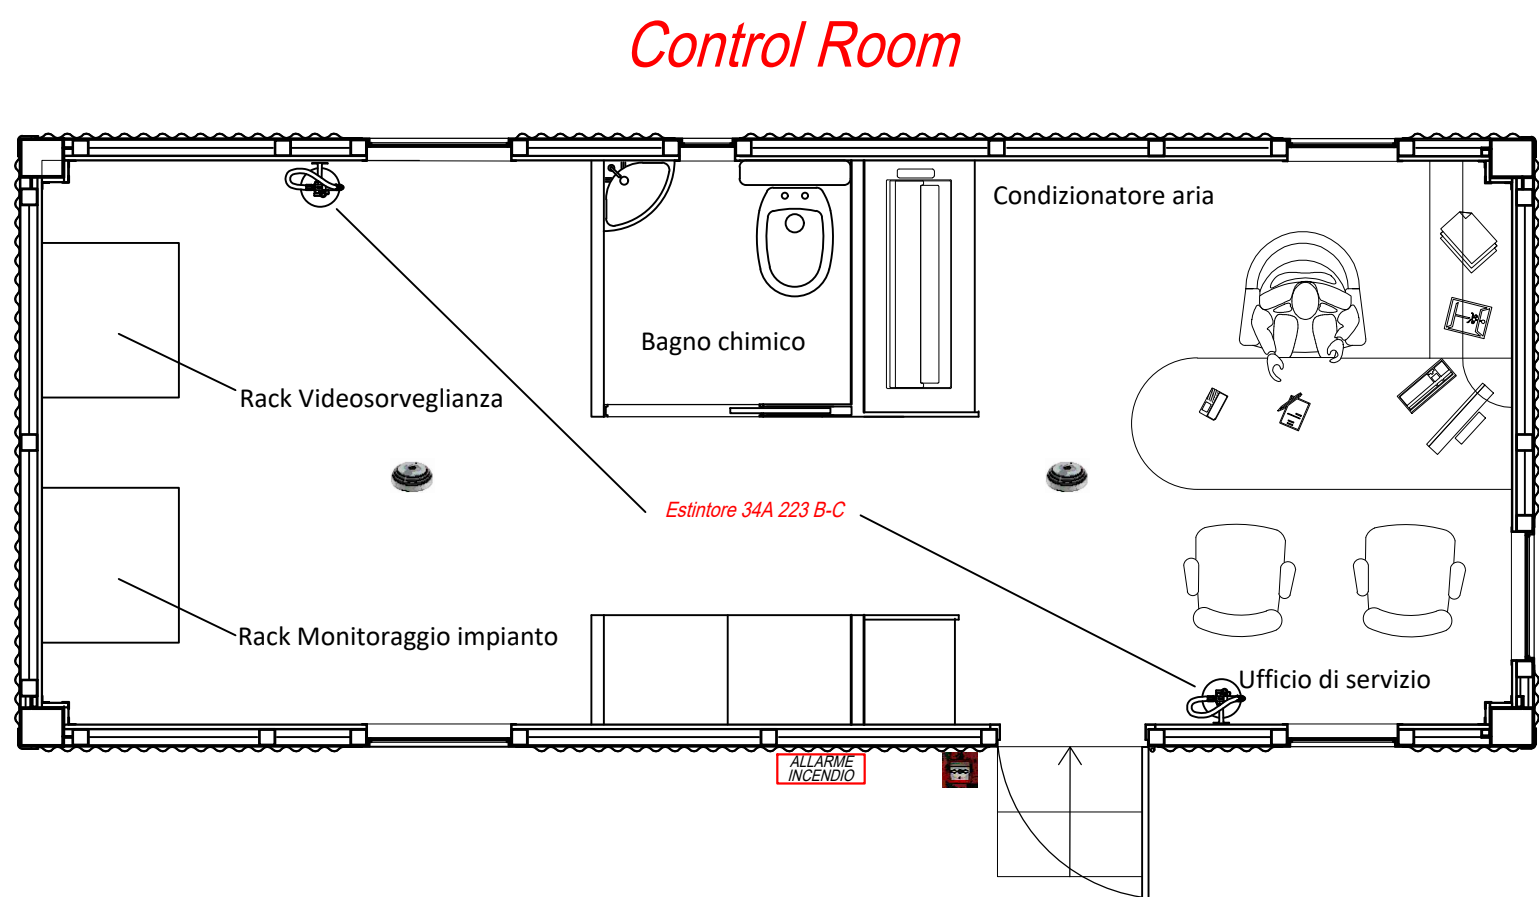 Control Room
Condizionatore aria
Bagno chimico
Rack Videosorveglianza
Estintore 34A 223 B-C
Rack Monitoraggio impianto
Ufficio di servizio
ALLARME
INCENDIO